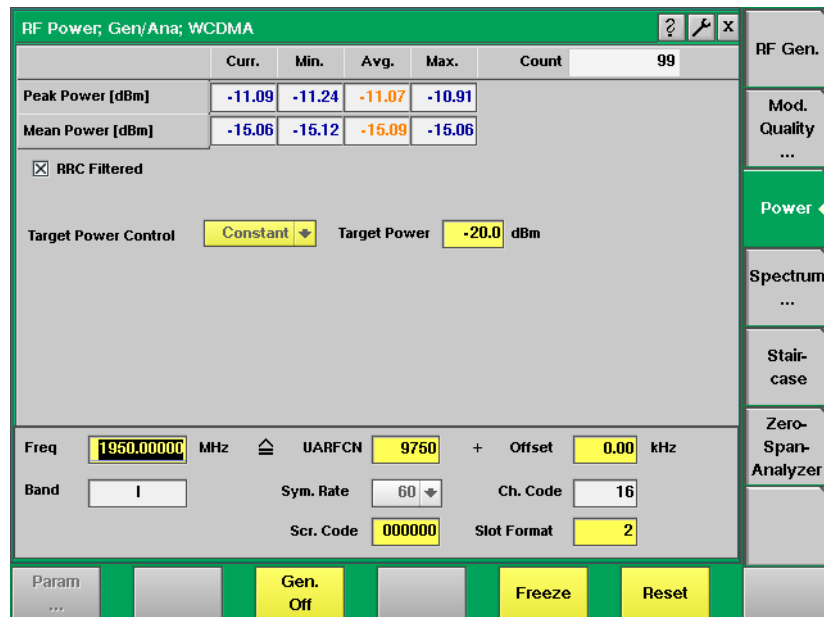 RF Power; Gen/Ana; WCDMA ? x
Curr. Min. Avg. Max. Count 99
Peak Power [dBm] -11.09 -11.24 -11.07 -10.91
Mean Power [dBm] -15.06 -15.12 -15.09 -15.06
RRC Filtered
Target Power Control Constant Target Power -20.0 dBm
Freq 1950.00000 MHz ≙ UARFCN 9750 + Offset 0.00 kHz
Band I Sym. Rate 60 Ch. Code 16
Scr. Code 000000 Slot Format 2
Param
...
Gen.
Off
Freeze
Reset
RF Gen.
Mod.
Quality
...
Power
Spectrum
...
Stair-
case
Zero-
Span-
Analyzer